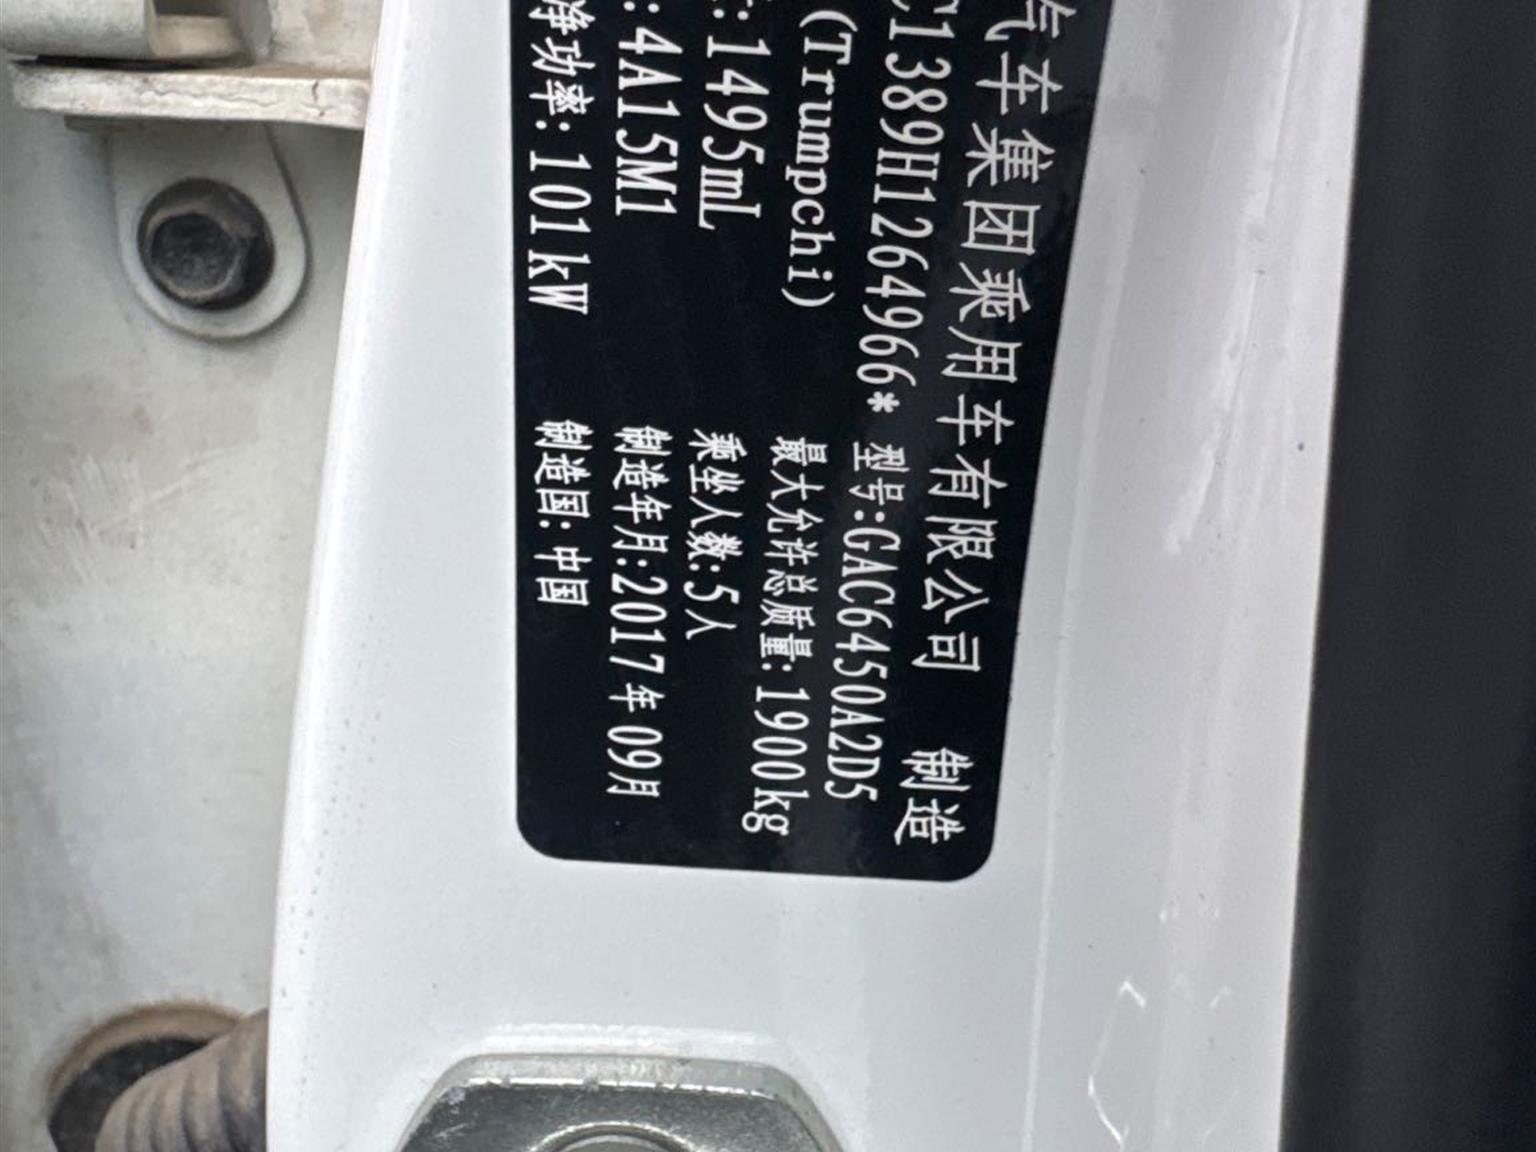 汽车集团乘用车有限公司 制造
C1389H1264966* 型号:GAC6450A2D5
(Trumpchi) 最大允许总质量:1900kg
:1495mL 乘坐人数:5人
:4A15M1 制造年月:2017年09月
净功率:101kW 制造国:中国